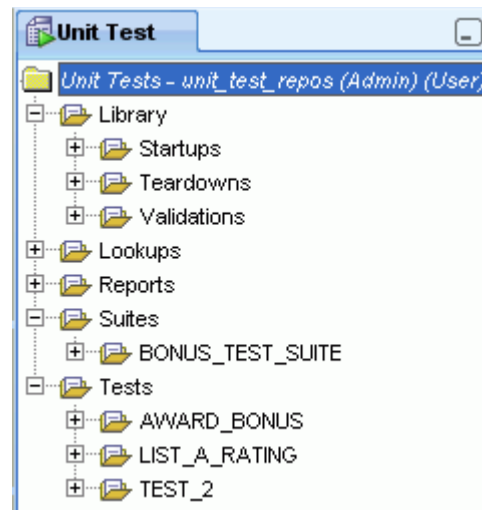 Unit Test
Unit Tests - unit_test_repos (Admin) (User)
Library
Startups
Teardowns
Validations
Lookups
Reports
Suites
BONUS_TEST_SUITE
Tests
AWARD_BONUS
LIST_A_RATING
TEST_2